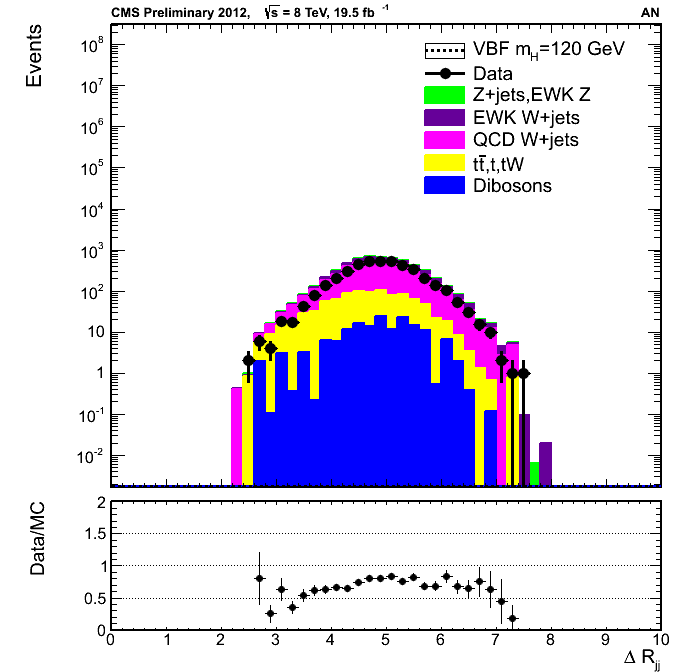 CMS Preliminary 2012, √s = 8 TeV, 19.5 fb⁻¹ AN
Events
10⁸
10⁷
10⁶
10⁵
10⁴
10³
10²
10
1
10⁻¹
10⁻²
VBF m_H=120 GeV
Data
Z+jets,EWK Z
EWK W+jets
QCD W+jets
tt̄,t,tW
Dibosons
Data/MC
2
1.5
1
0.5
0
0 1 2 3 4 5 6 7 8 9 10
Δ R_jj